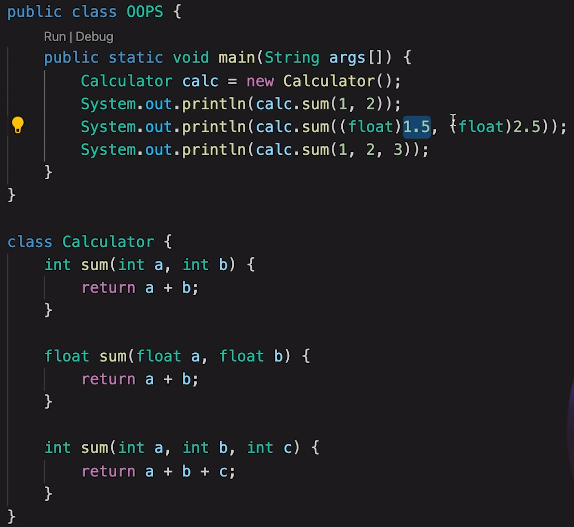 public class OOPS {
Run | Debug
public static void main(String args[]) {
Calculator calc = new Calculator();
System.out.println(calc.sum(1, 2));
System.out.println(calc.sum((float)1.5, (float)2.5));
System.out.println(calc.sum(1, 2, 3));
}
}
class Calculator {
int sum(int a, int b) {
return a + b;
}
float sum(float a, float b) {
return a + b;
}
int sum(int a, int b, int c) {
return a + b + c;
}
}